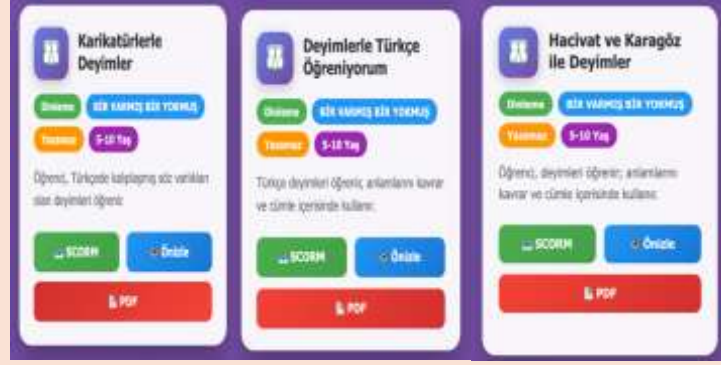 Karikatürlerle
Deyimler
Dinleme BİR VARMIŞ BİR YOKMUŞ
5-10 Yaş
Öğrenci, Türkçede kalıplaşmış söz varlıkları
olan deyimleri öğrenir.
SCORM Önizle
PDF
Deyimlerle Türkçe
Öğreniyorum
Dinleme BİR VARMIŞ BİR YOKMUŞ
5-10 Yaş
Türkçe deyimleri öğrenir, anlamlarını kavrar
ve cümle içerisinde kullanır.
SCORM Önizle
PDF
Hacivat ve Karagöz
ile Deyimler
Dinleme BİR VARMIŞ BİR YOKMUŞ
5-10 Yaş
Öğrenci, deyimleri öğrenir; anlamlarını
kavrar ve cümle içerisinde kullanır.
SCORM Önizle
PDF